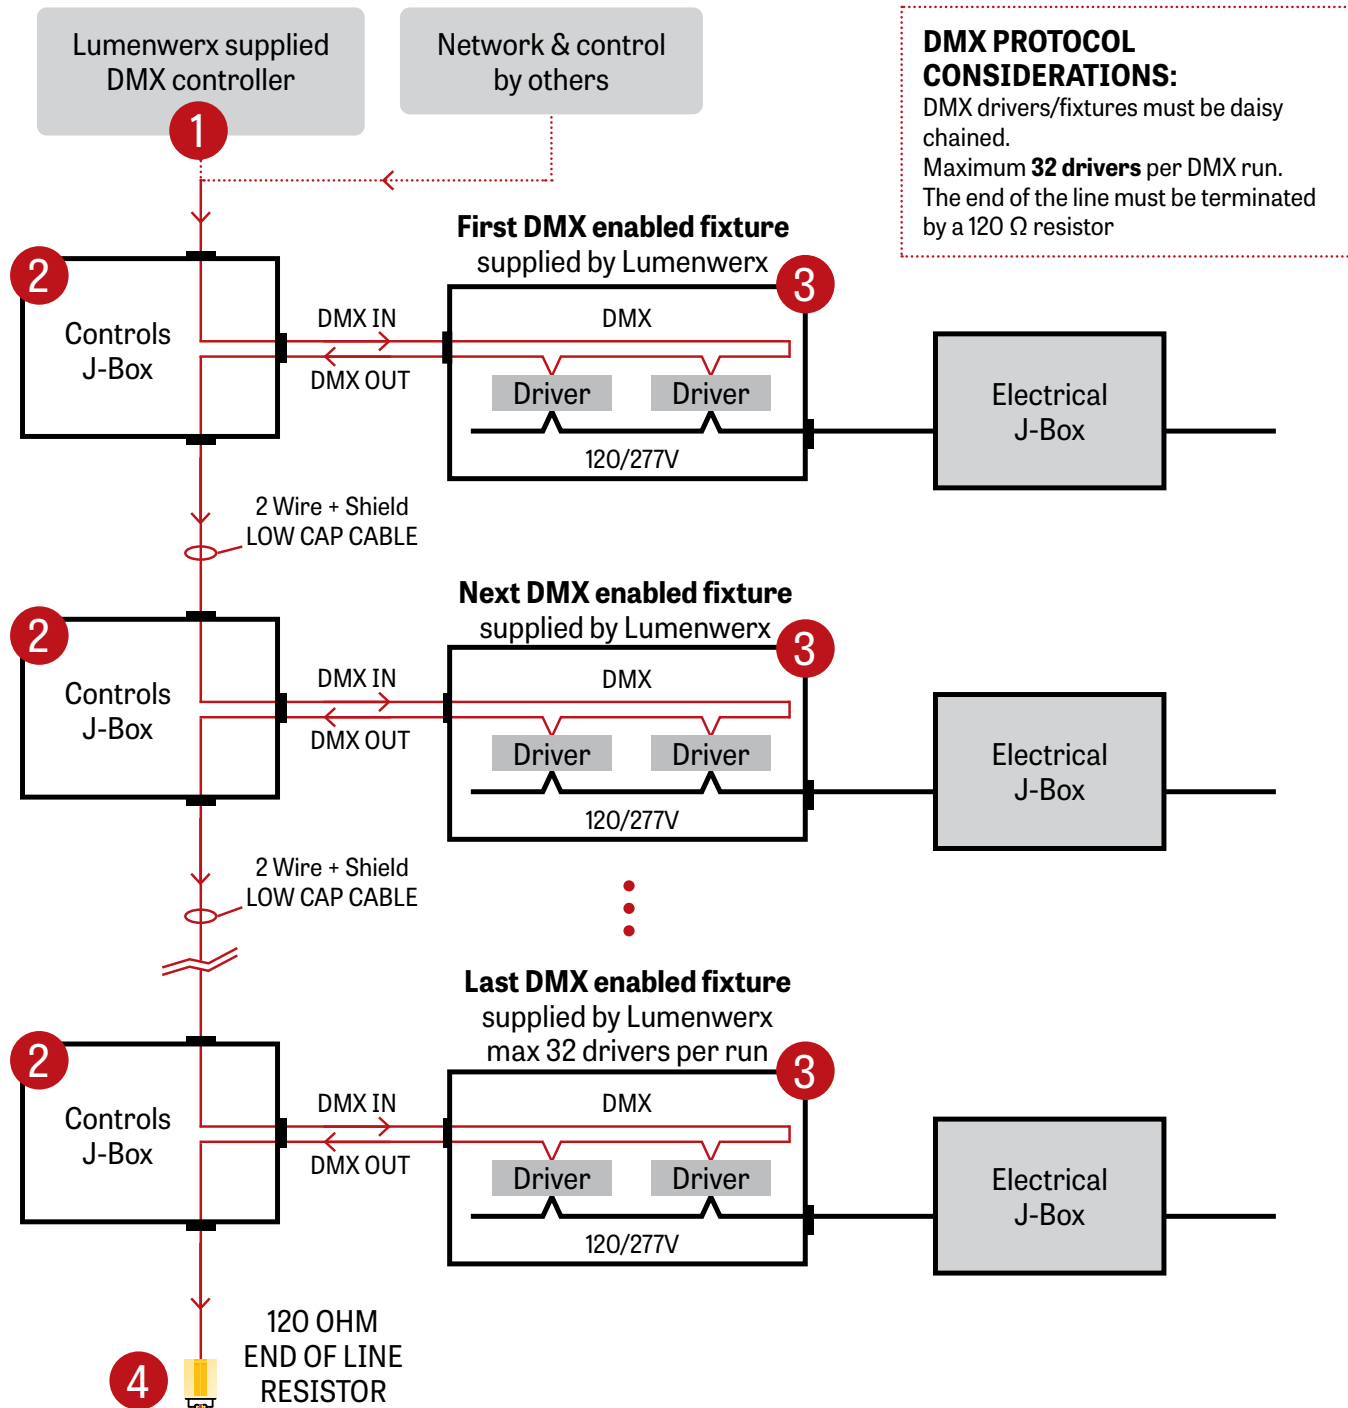 Lumenwerx supplied
DMX controller
1
Network & control
by others
DMX PROTOCOL
CONSIDERATIONS:
DMX drivers/fixtures must be daisy
chained.
Maximum 32 drivers per DMX run.
The end of the line must be terminated
by a 120 Ω resistor
2
Controls
J-Box
DMX IN
DMX OUT
First DMX enabled fixture
supplied by Lumenwerx
3
DMX
Driver
Driver
120/277V
Electrical
J-Box
2 Wire + Shield
LOW CAP CABLE
2
Controls
J-Box
DMX IN
DMX OUT
Next DMX enabled fixture
supplied by Lumenwerx
3
DMX
Driver
Driver
120/277V
Electrical
J-Box
2 Wire + Shield
LOW CAP CABLE
2
Controls
J-Box
DMX IN
DMX OUT
Last DMX enabled fixture
supplied by Lumenwerx
max 32 drivers per run
3
DMX
Driver
Driver
120/277V
Electrical
J-Box
4
120 OHM
END OF LINE
RESISTOR